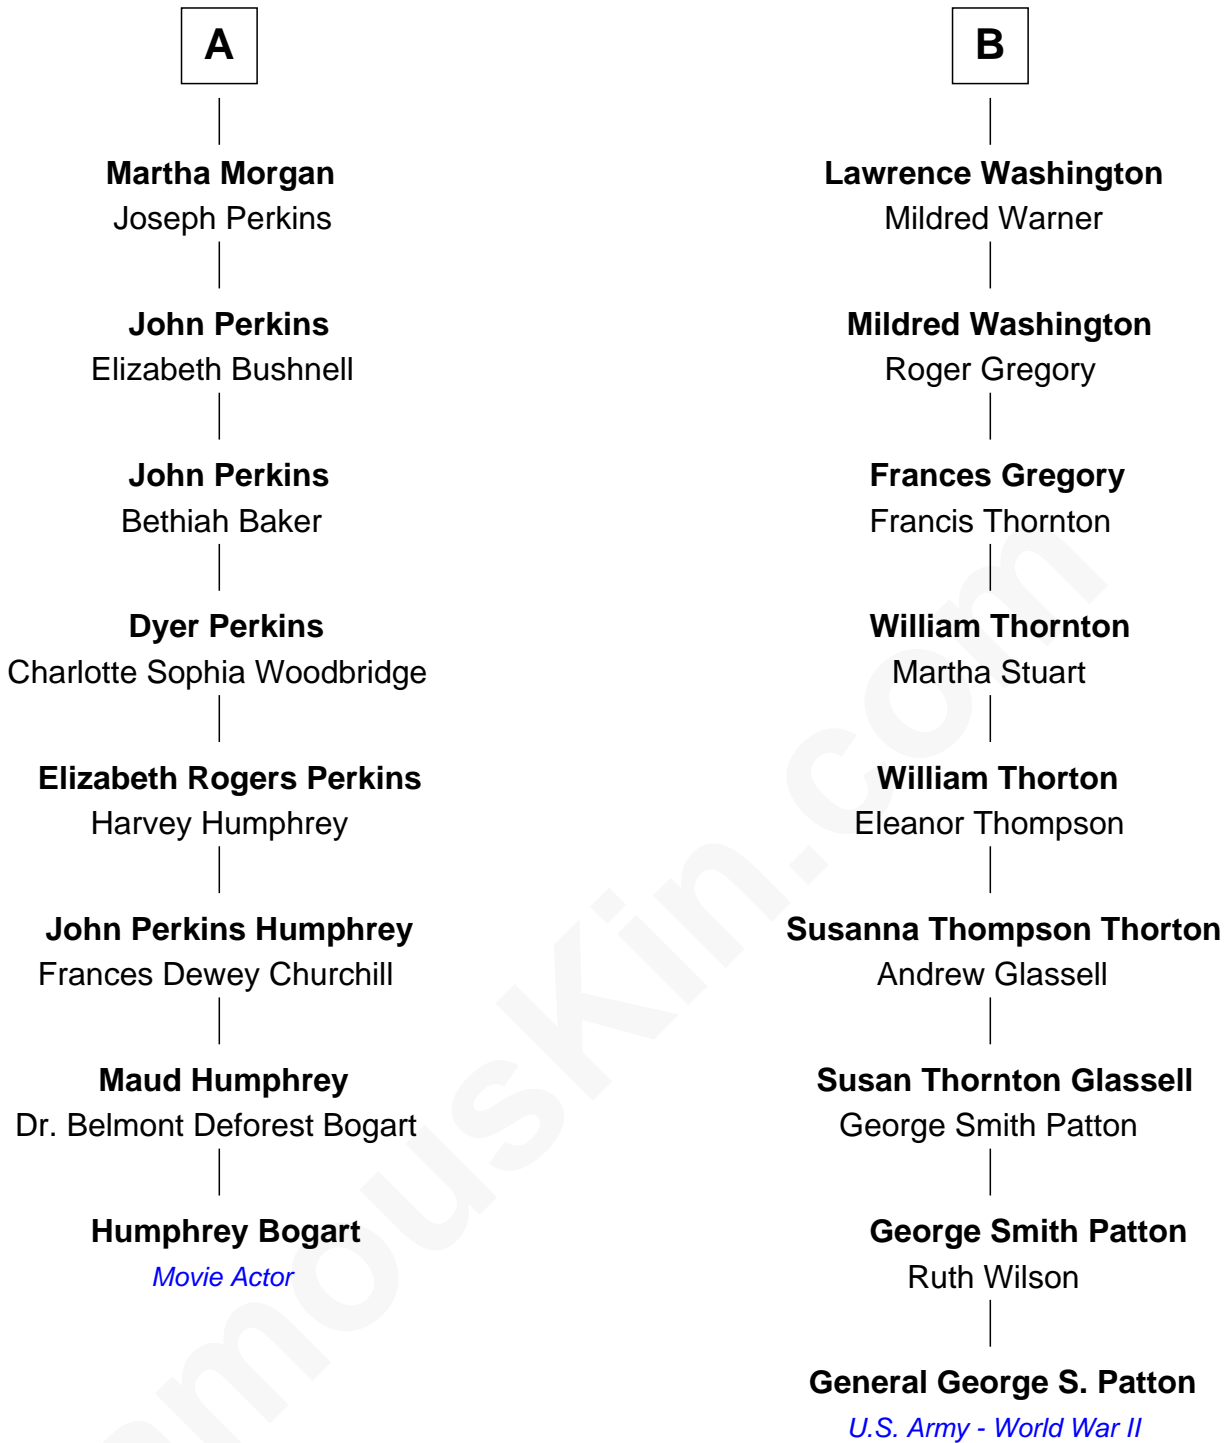 A
Martha Morgan
Joseph Perkins
John Perkins
Elizabeth Bushnell
John Perkins
Bethiah Baker
Dyer Perkins
Charlotte Sophia Woodbridge
Elizabeth Rogers Perkins
Harvey Humphrey
John Perkins Humphrey
Frances Dewey Churchill
Maud Humphrey
Dr. Belmont Deforest Bogart
Humphrey Bogart
Movie Actor
B
Lawrence Washington
Mildred Warner
Mildred Washington
Roger Gregory
Frances Gregory
Francis Thornton
William Thornton
Martha Stuart
William Thorton
Eleanor Thompson
Susanna Thompson Thorton
Andrew Glassell
Susan Thornton Glassell
George Smith Patton
George Smith Patton
Ruth Wilson
General George S. Patton
U.S. Army - World War II
amousKin.com